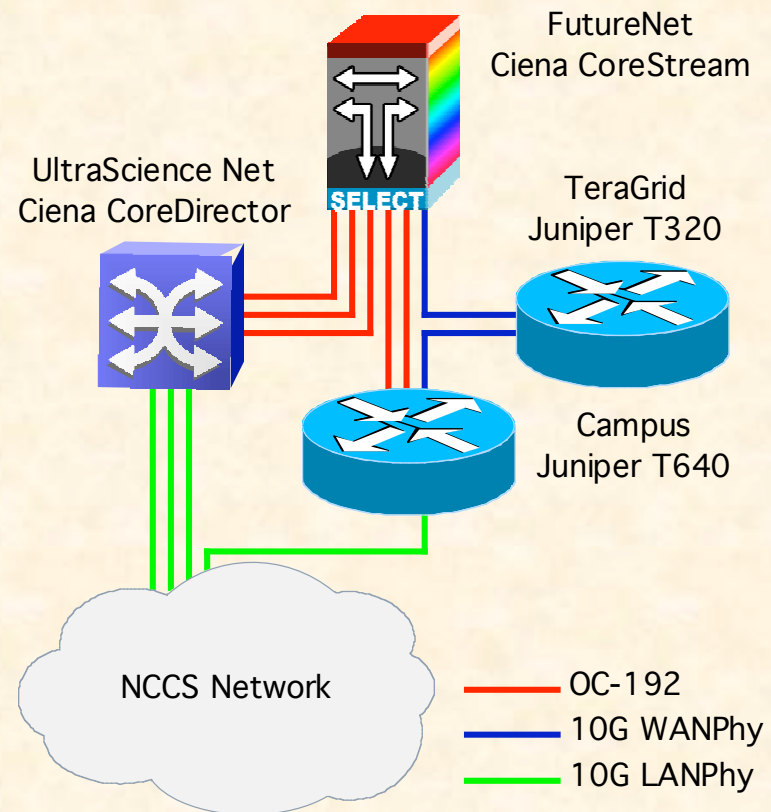 FutureNet
Ciena CoreStream
UltraScience Net
Ciena CoreDirector
SELECT
TeraGrid
Juniper T320
Campus
Juniper T640
NCCS Network
OC-192
10G WANPhy
10G LANPhy